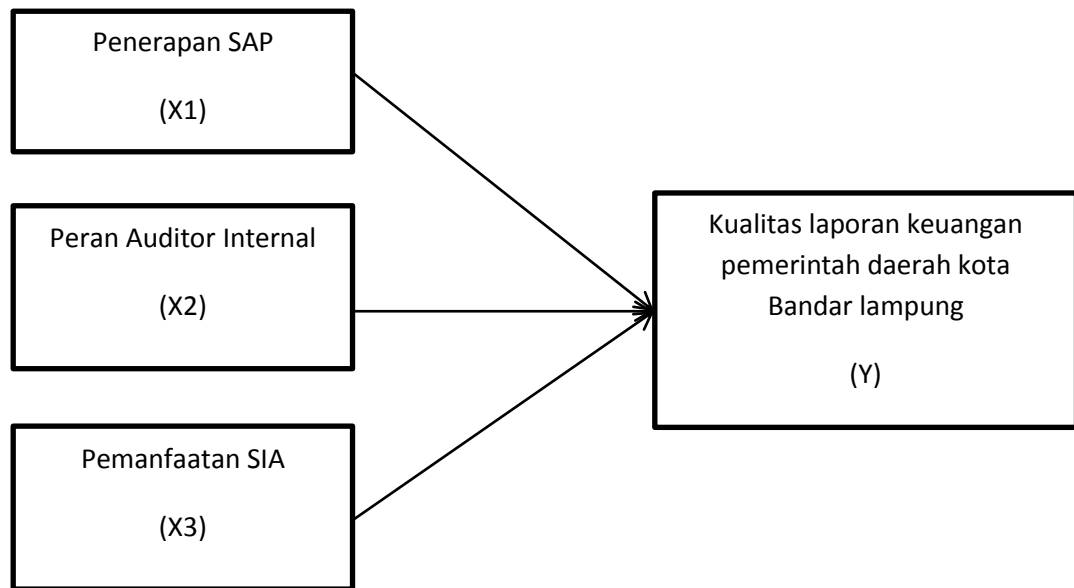 Penerapan SAP
(X1)
Peran Auditor Internal
(X2)
Pemanfaatan SIA
(X3)
Kualitas laporan keuangan
pemerintah daerah kota
Bandar lampung
(Y)